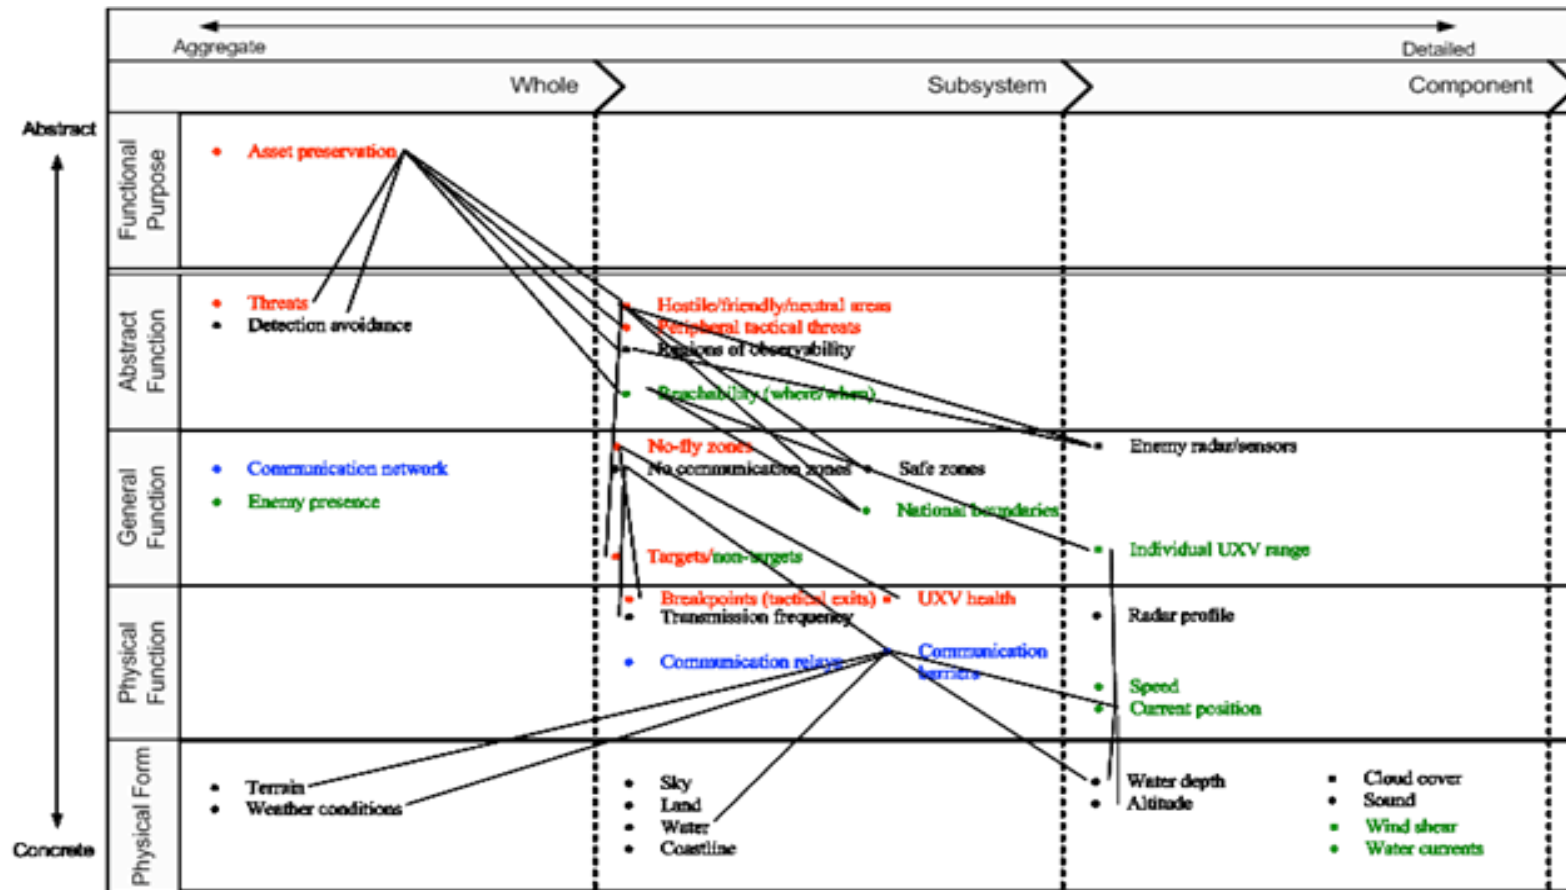 Aggregate
Detailed
Whole
Subsystem
Component
Abstract
Functional
Purpose
Asset preservation
Abstract
Function
Threats
Detection avoidance
Hostile/friendly/neutral areas
Peripheral tactical threats
Regions of observability
Reachability (where/when)
General
Function
Communication network
Enemy presence
No-fly zones
No communication zones
Targets/non-targets
Safe zones
National boundaries
Enemy radar/sensors
Individual UXV range
Physical
Function
Breakpoints (tactical exits)
Transmission frequency
Communication relays
UXV health
Communication
barriers
Radar profile
Speed
Current position
Physical Form
Terrain
Weather conditions
Sky
Land
Water
Coastline
Water depth
Altitude
Cloud cover
Sound
Wind shear
Water currents
Concrete